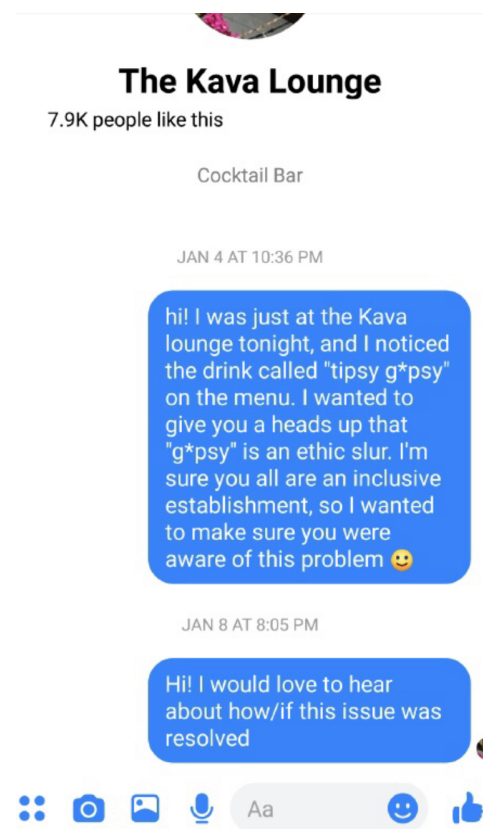 The Kava Lounge
7.9K people like this
Cocktail Bar
JAN 4 AT 10:36 PM
hi! I was just at the Kava
lounge tonight, and I noticed
the drink called "tipsy g*psy"
on the menu. I wanted to
give you a heads up that
"g*psy" is an ethic slur. I'm
sure you all are an inclusive
establishment, so I wanted
to make sure you were
aware of this problem 🙂
JAN 8 AT 8:05 PM
Hi! I would love to hear
about how/if this issue was
resolved
Aa